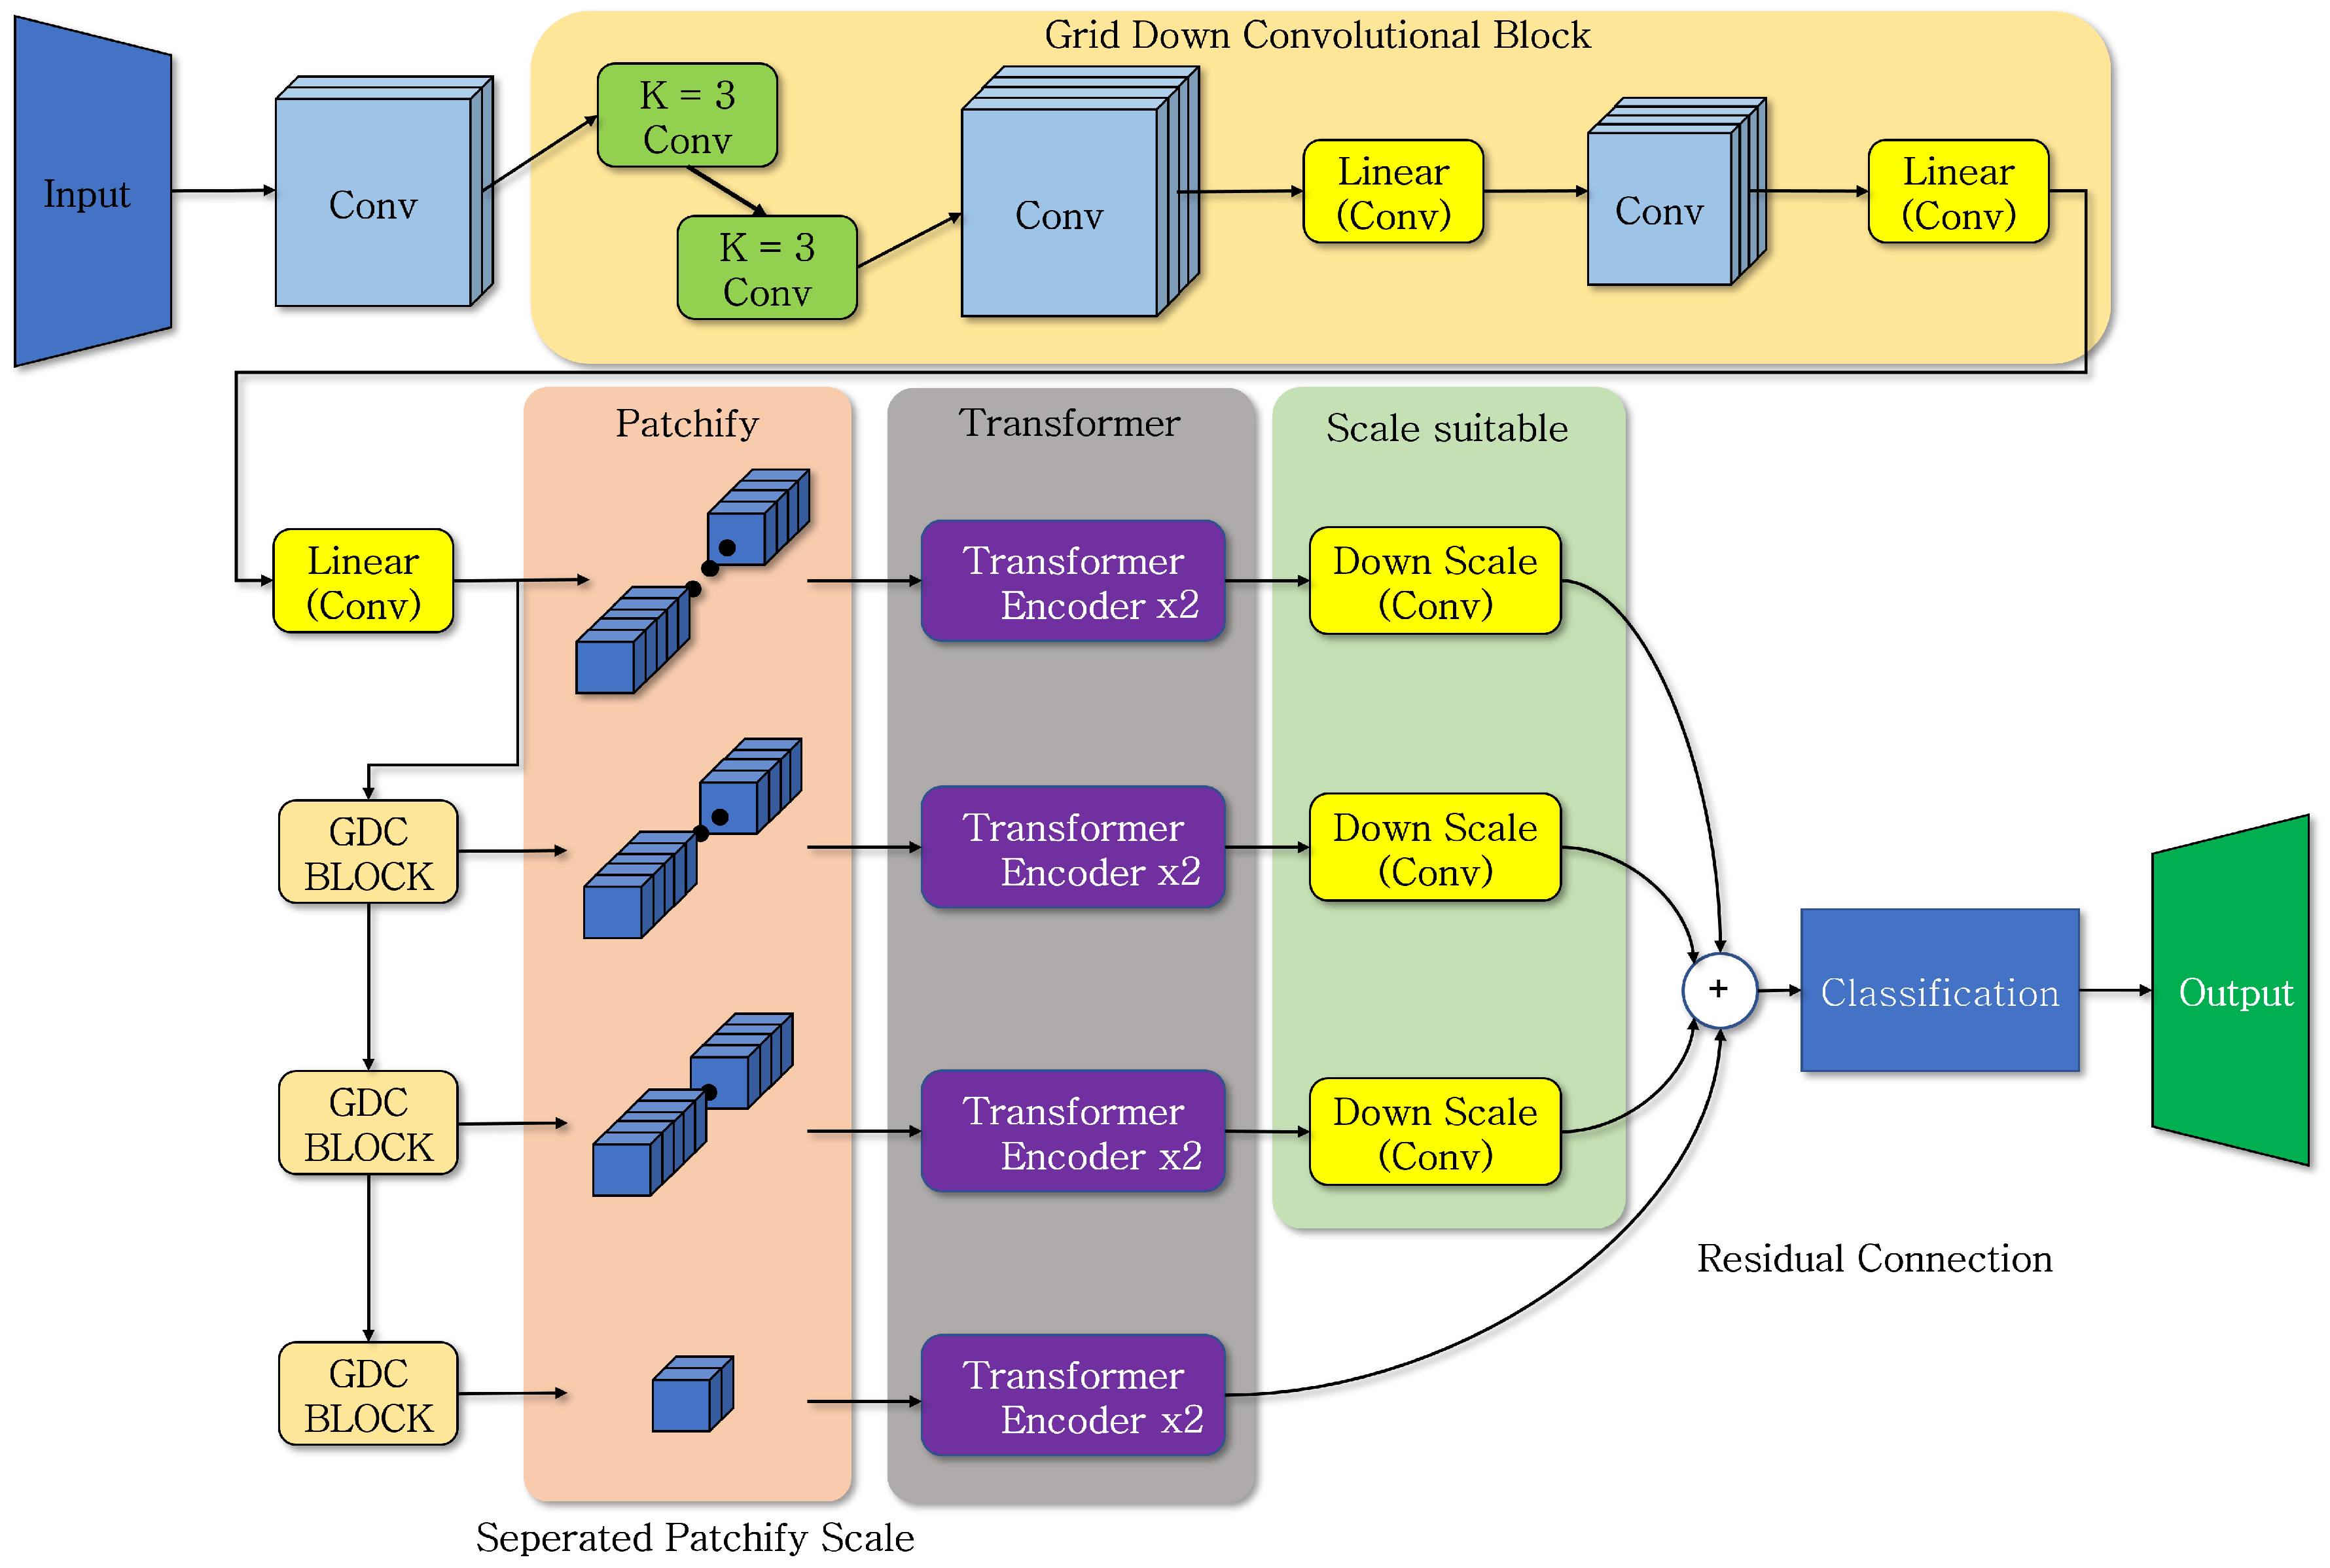 Grid Down Convolutional Block
Input
Conv
K = 3
Conv
K = 3
Conv
Conv
Linear
(Conv)
Conv
Linear
(Conv)
Patchify
Transformer
Scale suitable
Linear
(Conv)
Transformer
Encoder x2
Down Scale
(Conv)
GDC
BLOCK
Transformer
Encoder x2
Down Scale
(Conv)
+
Classification
Output
GDC
BLOCK
Transformer
Encoder x2
Down Scale
(Conv)
Residual Connection
GDC
BLOCK
Transformer
Encoder x2
Seperated Patchify Scale